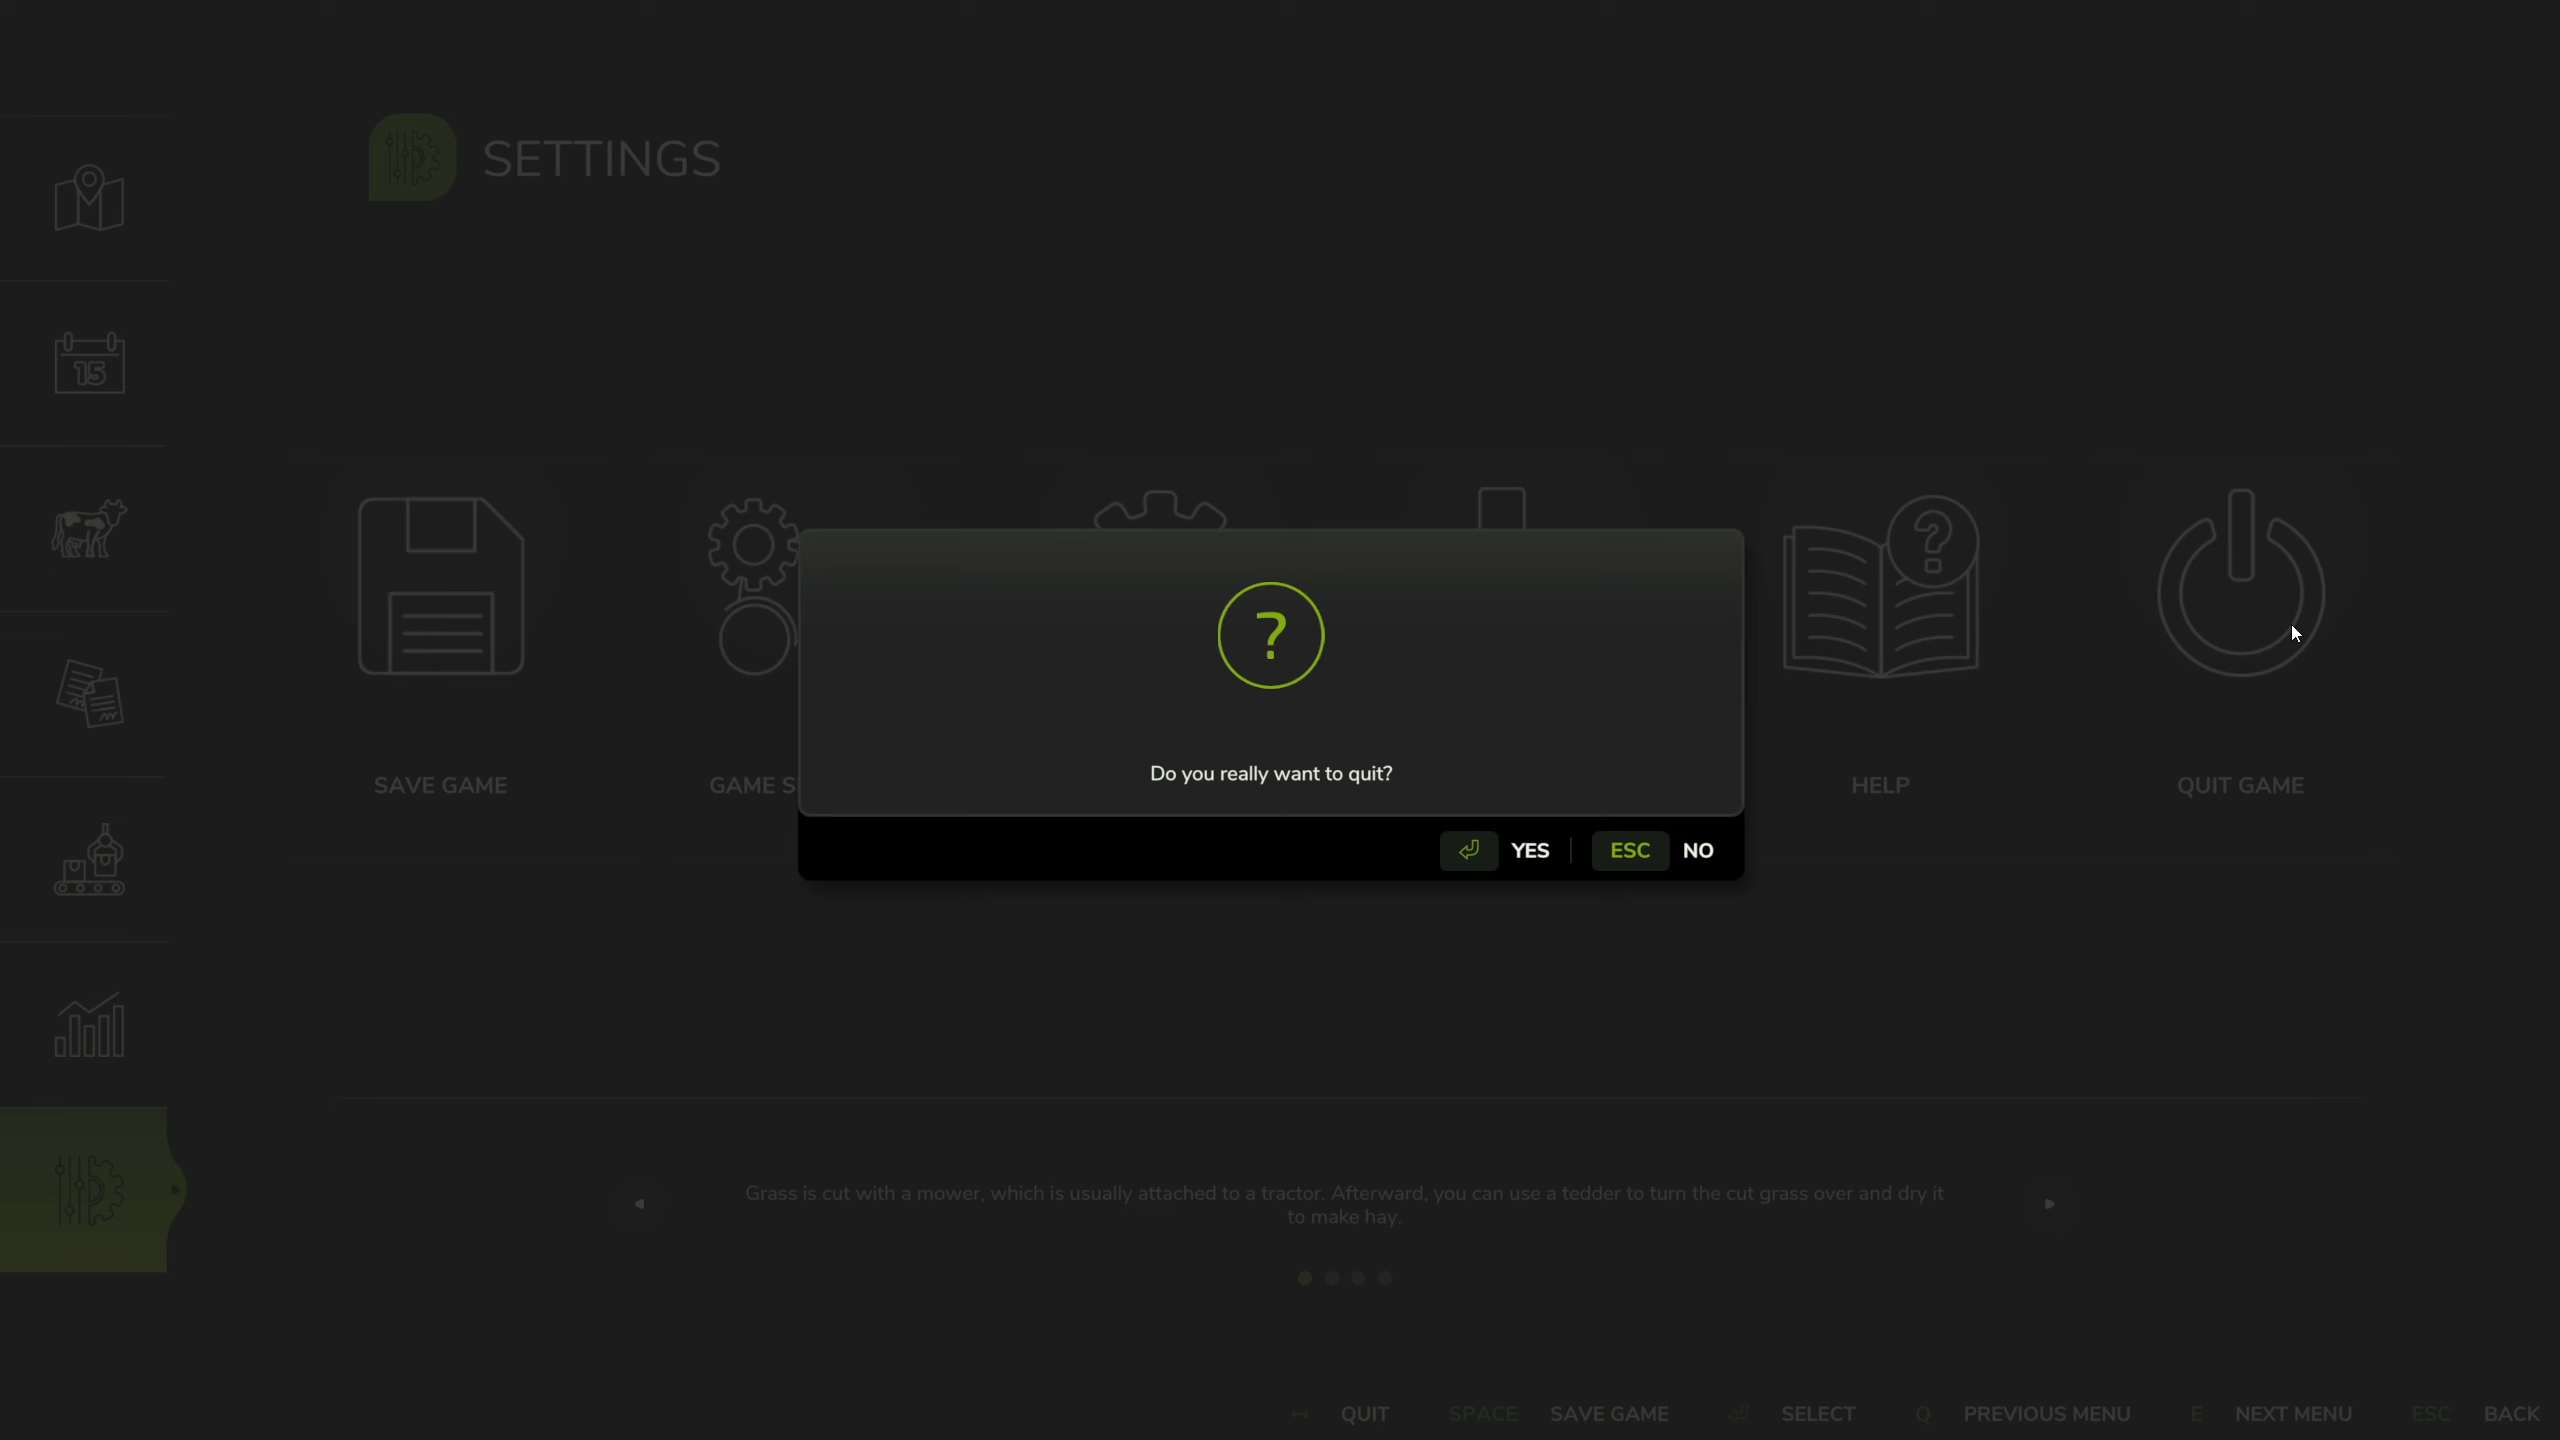 SETTINGS
15
SAVE GAME
GAME S
HELP
QUIT GAME
?
?
Do you really want to quit?
YES
ESC NO
Grass is cut with a mower, which is usually attached to a tractor. Afterward, you can use a tedder to turn the cut grass over and dry it
to make hay.
QUIT SPACE SAVE GAME SELECT Q PREVIOUS MENU E NEXT MENU ESC BACK